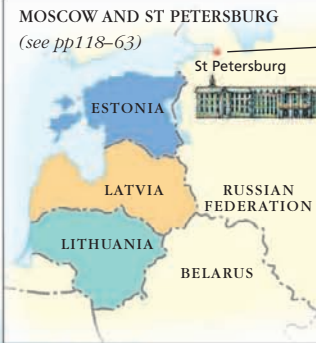 MOSCOW AND ST PETERSBURG
(see pp118–63)
St Petersburg
ESTONIA
LATVIA
RUSSIAN
FEDERATION
LITHUANIA
BELARUS